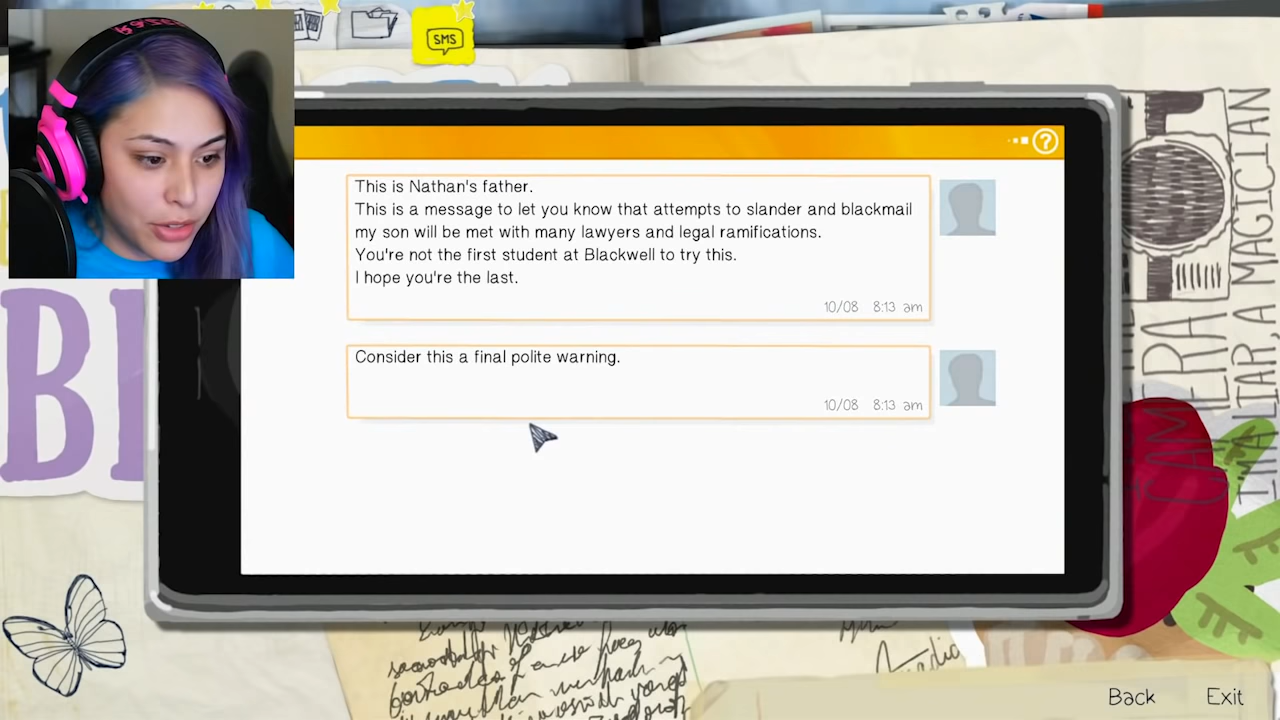 SMS
This is Nathan's father.
This is a message to let you know that attempts to slander and blackmail
my son will be met with many lawyers and legal ramifications.
You're not the first student at Blackwell to try this.
I hope you're the last.
10/08 8:13 am
Consider this a final polite warning.
10/08 8:13 am
CAMERA
LIAR, A MAGICIAN
Back
Exit